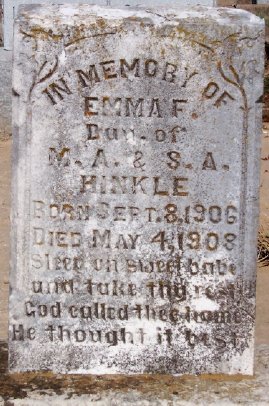 IN MEMORY OF
EMMA F.
Dau. of
M. A. & S. A.
HINKLE
BORN SEPT. 8, 1906
DIED MAY 4, 1908
Sleep on sweet babe
and take thy rest
God called thee home
He thought it best.